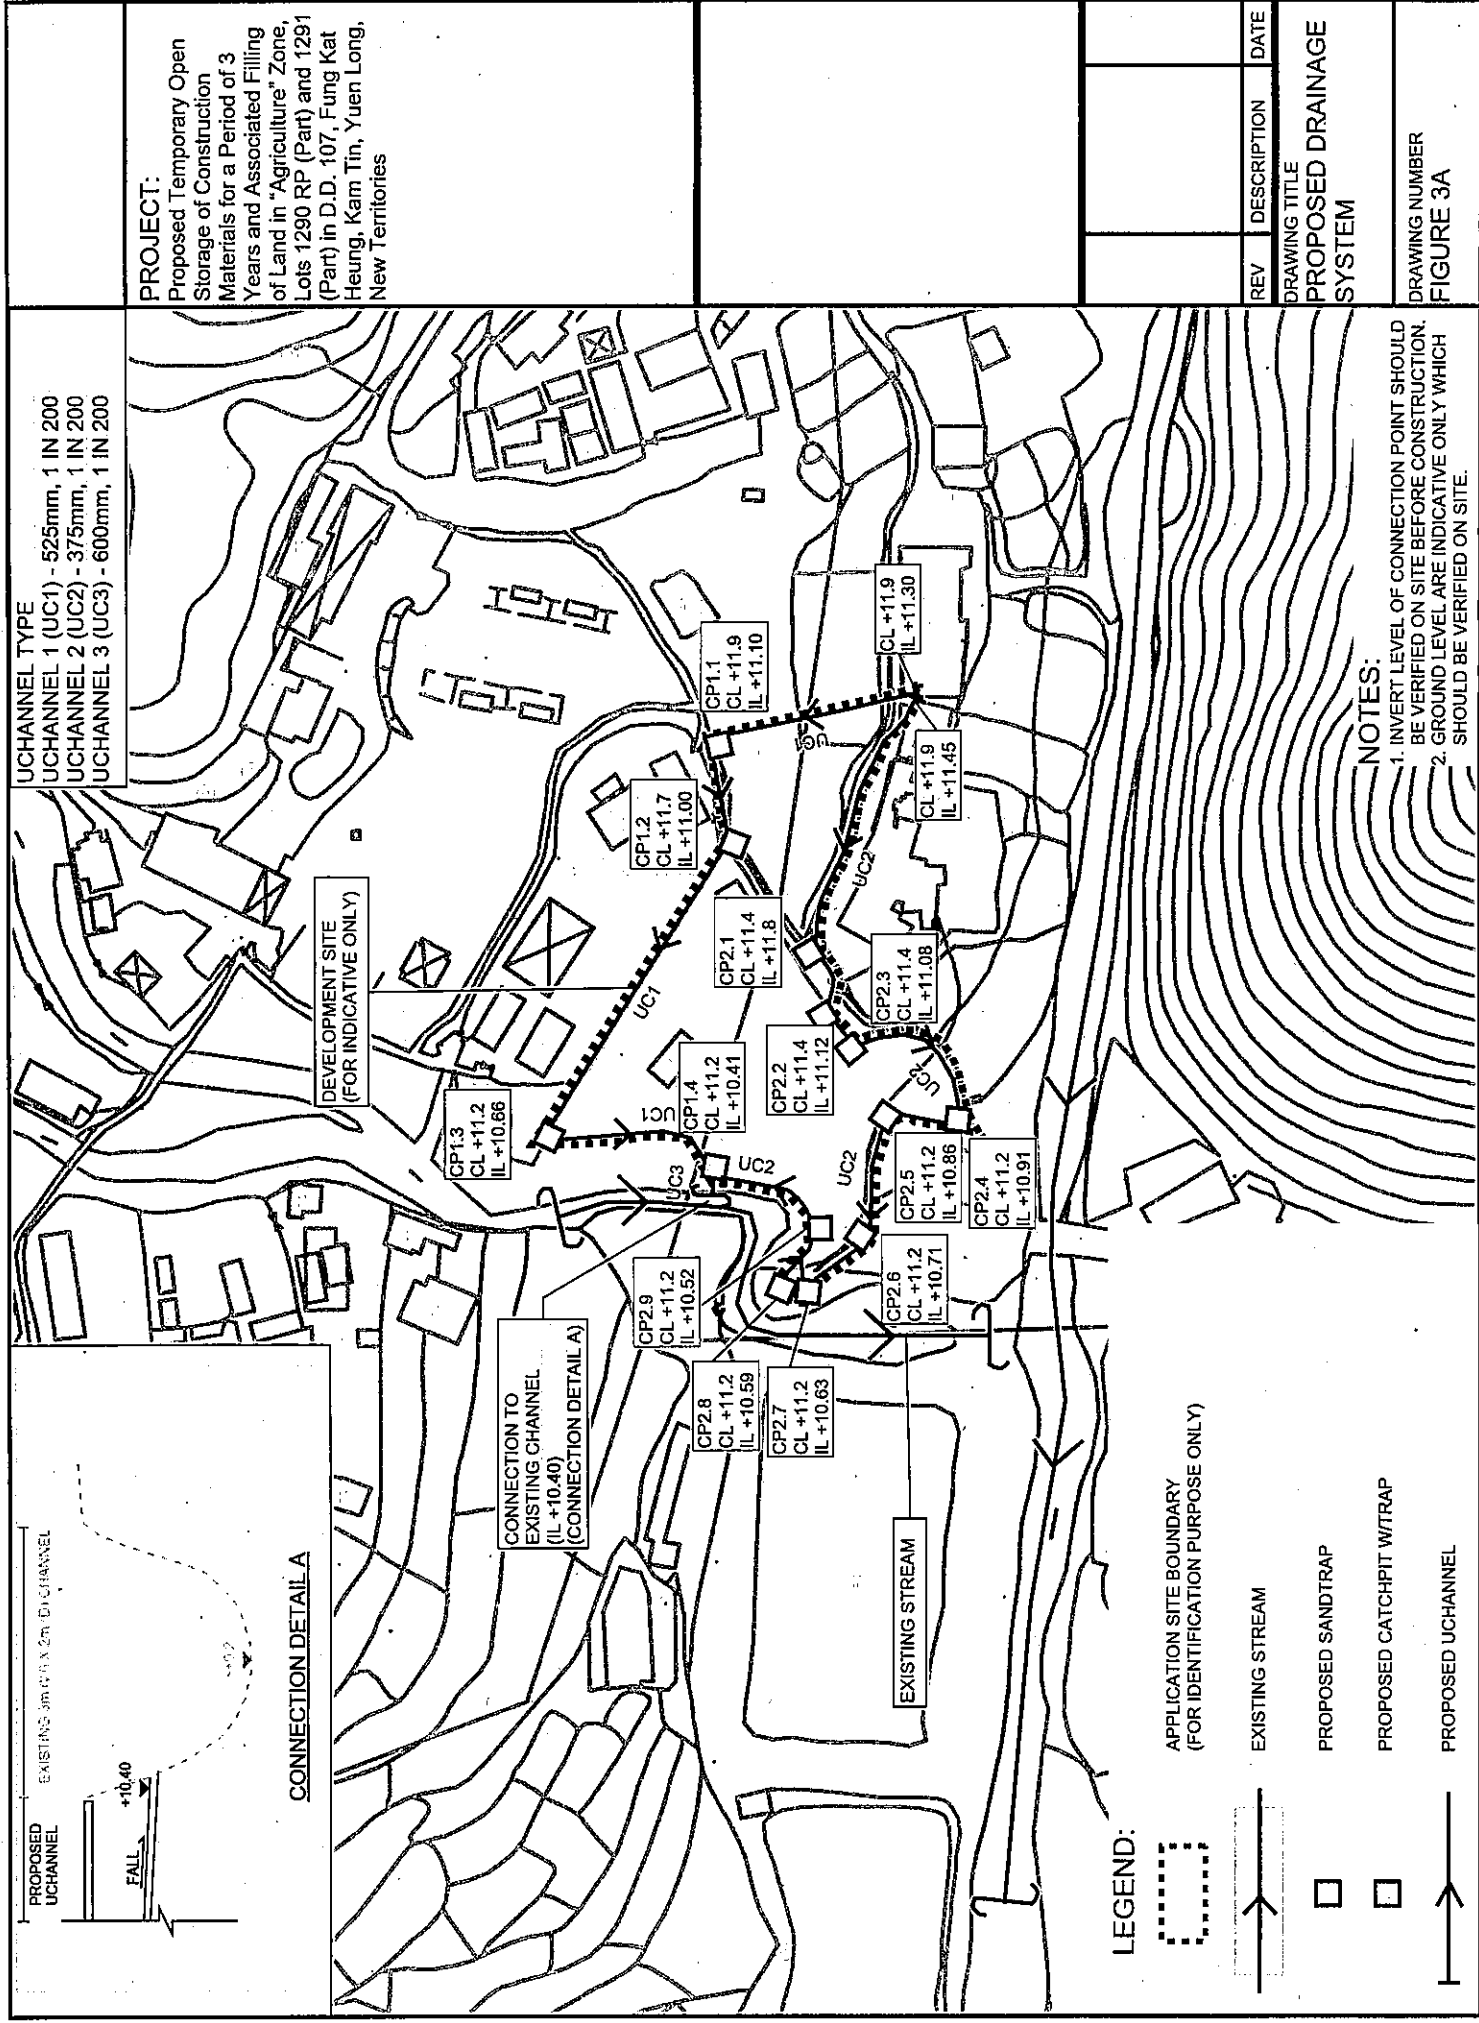 PROPOSED
UCHANNEL
FALL
+10.40
CONNECTION DETAIL A
UCHANNEL TYPE
UCHANNEL 1 (UC1) - 525mm, 1 IN 200
UCHANNEL 2 (UC2) - 375mm, 1 IN 200
UCHANNEL 3 (UC3) - 600mm, 1 IN 200
PROJECT:
Proposed Temporary Open
Storage of Construction
Materials for a Period of 3
Years and Associated Filling
of Land in "Agriculture" Zone,
Lots 1290 RP (Part) and 1291
(Part) in D.D. 107, Fung Kat
Heung, Kam Tin, Yuen Long,
New Territories
DEVELOPMENT SITE
(FOR INDICATIVE ONLY)
CP1.3
CL +11.2
IL +10.66
CONNECTION TO
EXISTING CHANNEL
(IL +10.40)
(CONNECTION DETAIL A)
CP1.2
CL +11.7
IL +11.00
CP1.1
CL +11.9
IL +11.10
UC1
UC1
UC1
UC3
UC2
CP1.4
CL +11.2
IL +10.41
CP2.1
CL +11.4
IL +11.8
CP2.9
CL +11.2
IL +10.52
CP2.8
CL +11.2
IL +10.59
CP2.7
CL +11.2
IL +10.63
CP2.2
CL +11.4
IL +11.12
UC2
UC2
UC2
CP2.3
CL +11.4
IL +11.08
CL +11.9
IL +11.30
CL +11.9
IL +11.45
CP2.6
CL +11.2
IL +10.71
CP2.5
CL +11.2
IL +10.86
CP2.4
CL +11.2
IL +10.91
EXISTING STREAM
LEGEND:
APPLICATION SITE BOUNDARY
(FOR IDENTIFICATION PURPOSE ONLY)
EXISTING STREAM
PROPOSED SANDTRAP
PROPOSED CATCHPIT W/TRAP
PROPOSED UCHANNEL
NOTES:
1. INVERT LEVEL OF CONNECTION POINT SHOULD
BE VERIFIED ON SITE BEFORE CONSTRUCTION.
2. GROUND LEVEL ARE INDICATIVE ONLY WHICH
SHOULD BE VERIFIED ON SITE.
REV DESCRIPTION DATE
DRAWING TITLE
PROPOSED DRAINAGE
SYSTEM
DRAWING NUMBER
FIGURE 3A